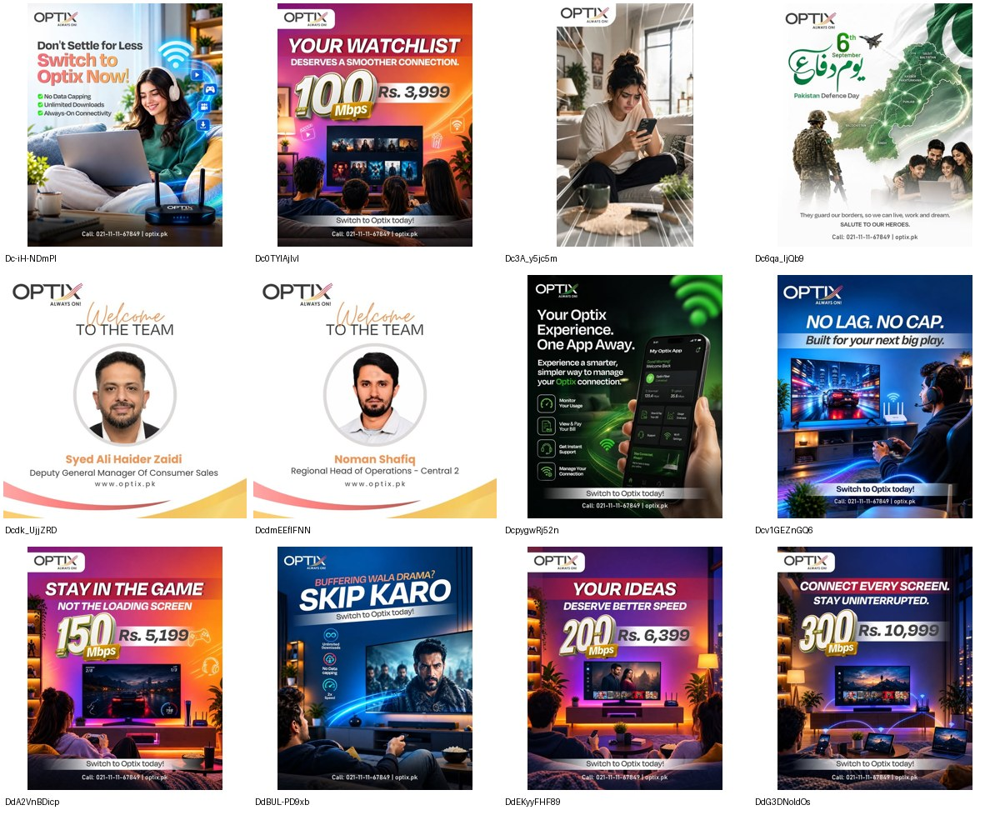 OPTIX
ALWAYS ON!
Don't Settle for Less
Switch to
Optix Now!
No Data Capping
Unlimited Downloads
Always-On Connectivity
OPTIX
Call: 021-11-11-67849 | optix.pk
Dc-iH-NDmPl
OPTIX
ALWAYS ON!
YOUR WATCHLIST
DESERVES A SMOOTHER CONNECTION.
100
Mbps
Rs. 3,999
Switch to Optix today!
Call: 021-11-11-67849 | optix.pk
Dc0TYlAjlvI
OPTIX
ALWAYS ON!
Dc3A_y5jc5m
OPTIX
ALWAYS ON!
6th
September
یوم دفاع
Pakistan Defence Day
PUNJAB
SINDH
They guard our borders, so we can live, work and dream.
SALUTE TO OUR HEROES.
Call: 021-11-11-67849 | optix.pk
Dc6qa_ljQb9
OPTIX
ALWAYS ON!
Welcome
TO THE TEAM
Syed Ali Haider Zaidi
Deputy General Manager Of Consumer Sales
www.optix.pk
Dcdk_UjjZRD
OPTIX
ALWAYS ON!
Welcome
TO THE TEAM
Noman Shafiq
Regional Head of Operations - Central 2
www.optix.pk
DcdmEEflFNN
OPTIX
ALWAYS ON!
Your Optix
Experience.
One App Away.
Experience a smarter,
simpler way to manage
your Optix connection.
Monitor
Your Usage
View & Pay
Your Bill
Get Instant
Support
Manage Your
Connection
My Optix App
Welcome Back
Switch to Optix today!
Call: 021-11-11-67849 | optix.pk
DcpygwRj52n
OPTIX
ALWAYS ON!
NO LAG. NO CAP.
Built for your next big play.
Switch to Optix today!
Call: 021-11-11-67849 | optix.pk
Dcv1GEZnGQ6
OPTIX
ALWAYS ON!
STAY IN THE GAME
NOT THE LOADING SCREEN
150
Mbps
Rs. 5,199
2/8
1/3
Switch to Optix today!
Call: 021-11-11-67849 | optix.pk
DdA2VnBDicp
OPTIX
ALWAYS ON!
BUFFERING WALA DRAMA?
SKIP KARO
Switch to Optix today!
Unlimited
Downloads
No Data
capping
2x
Speed
Call: 021-11-11-67849 | optix.pk
DdBUL-PD9xb
OPTIX
ALWAYS ON!
YOUR IDEAS
DESERVE BETTER SPEED
200
Mbps
Rs. 6,399
Switch to Optix today!
Call: 021-11-11-67849 | optix.pk
DdEKyyFHF89
OPTIX
ALWAYS ON!
CONNECT EVERY SCREEN.
STAY UNINTERRUPTED.
300
Mbps
Rs. 10,999
Switch to Optix today!
Call: 021-11-11-67849 | optix.pk
DdG3DNoldOs